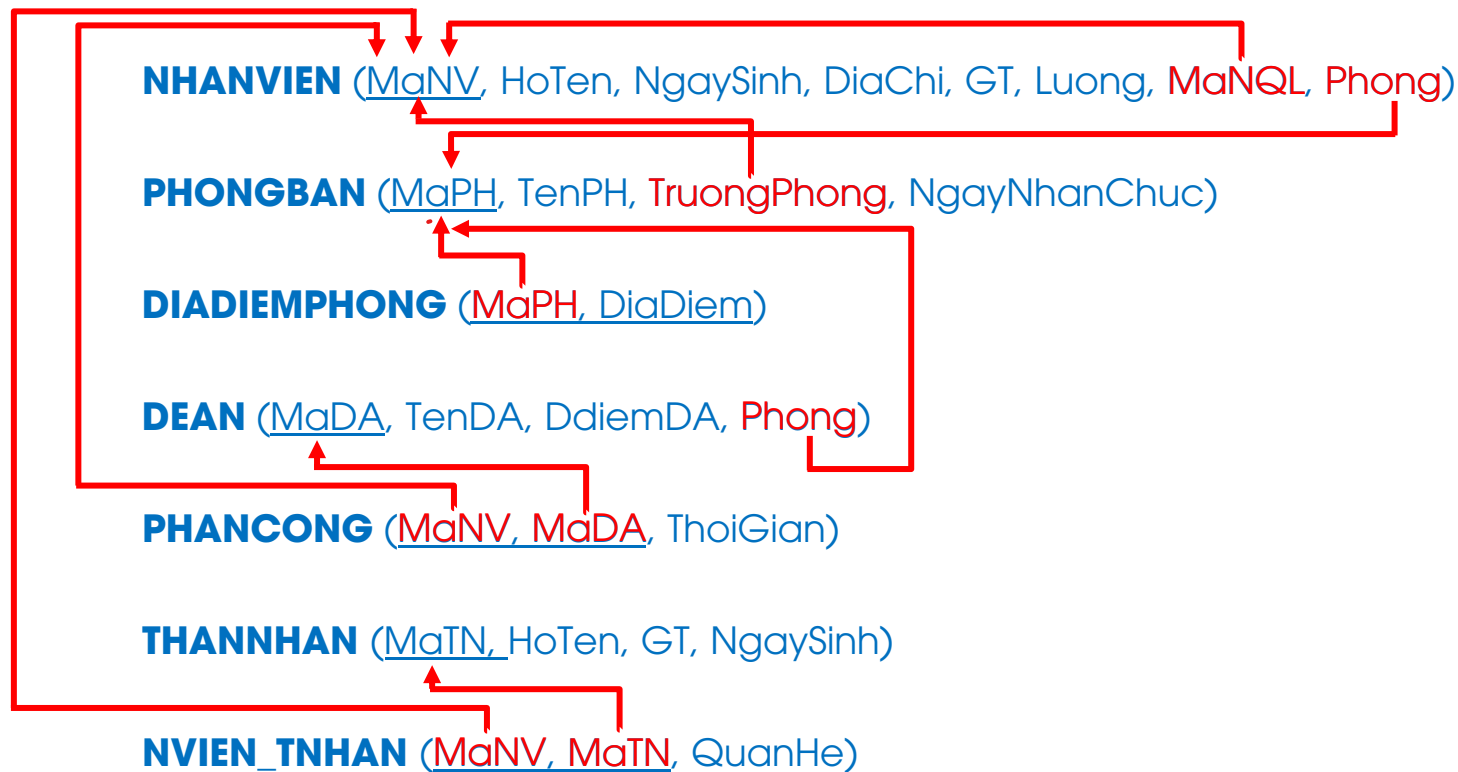 NHANVIEN (MaNV, HoTen, NgaySinh, DiaChi, GT, Luong, MaNQL, Phong)
PHONGBAN (MaPH, TenPH, TruongPhong, NgayNhanChuc)
DIADIEMPHONG (MaPH, DiaDiem)
DEAN (MaDA, TenDA, DdiemDA, Phong)
PHANCONG (MaNV, MaDA, ThoiGian)
THANNHAN (MaTN, HoTen, GT, NgaySinh)
NVIEN_TNHAN (MaNV, MaTN, QuanHe)